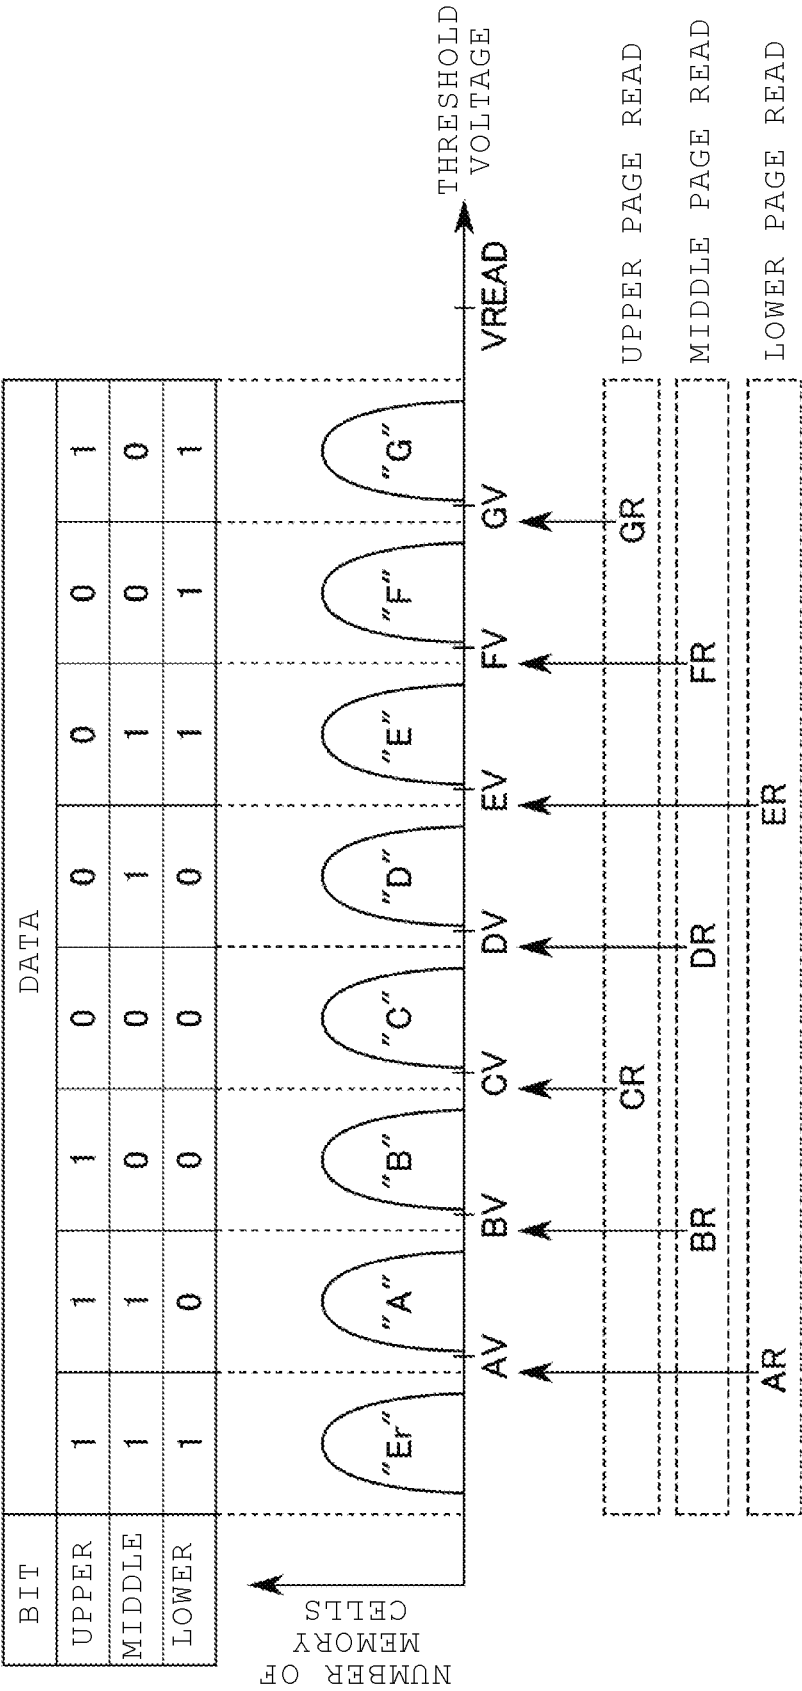 BIT DATA
UPPER 1 1 1 0 0 0 0 1
MIDDLE 1 1 0 0 1 1 0 0
LOWER 1 0 0 0 0 1 1 1
NUMBER OF
MEMORY
CELLS
"Er" "A" "B" "C" "D" "E" "F" "G"
THRESHOLD
VOLTAGE
AV BV CV DV EV FV GV VREAD
CR GR UPPER PAGE READ
BR DR FR MIDDLE PAGE READ
AR ER LOWER PAGE READ